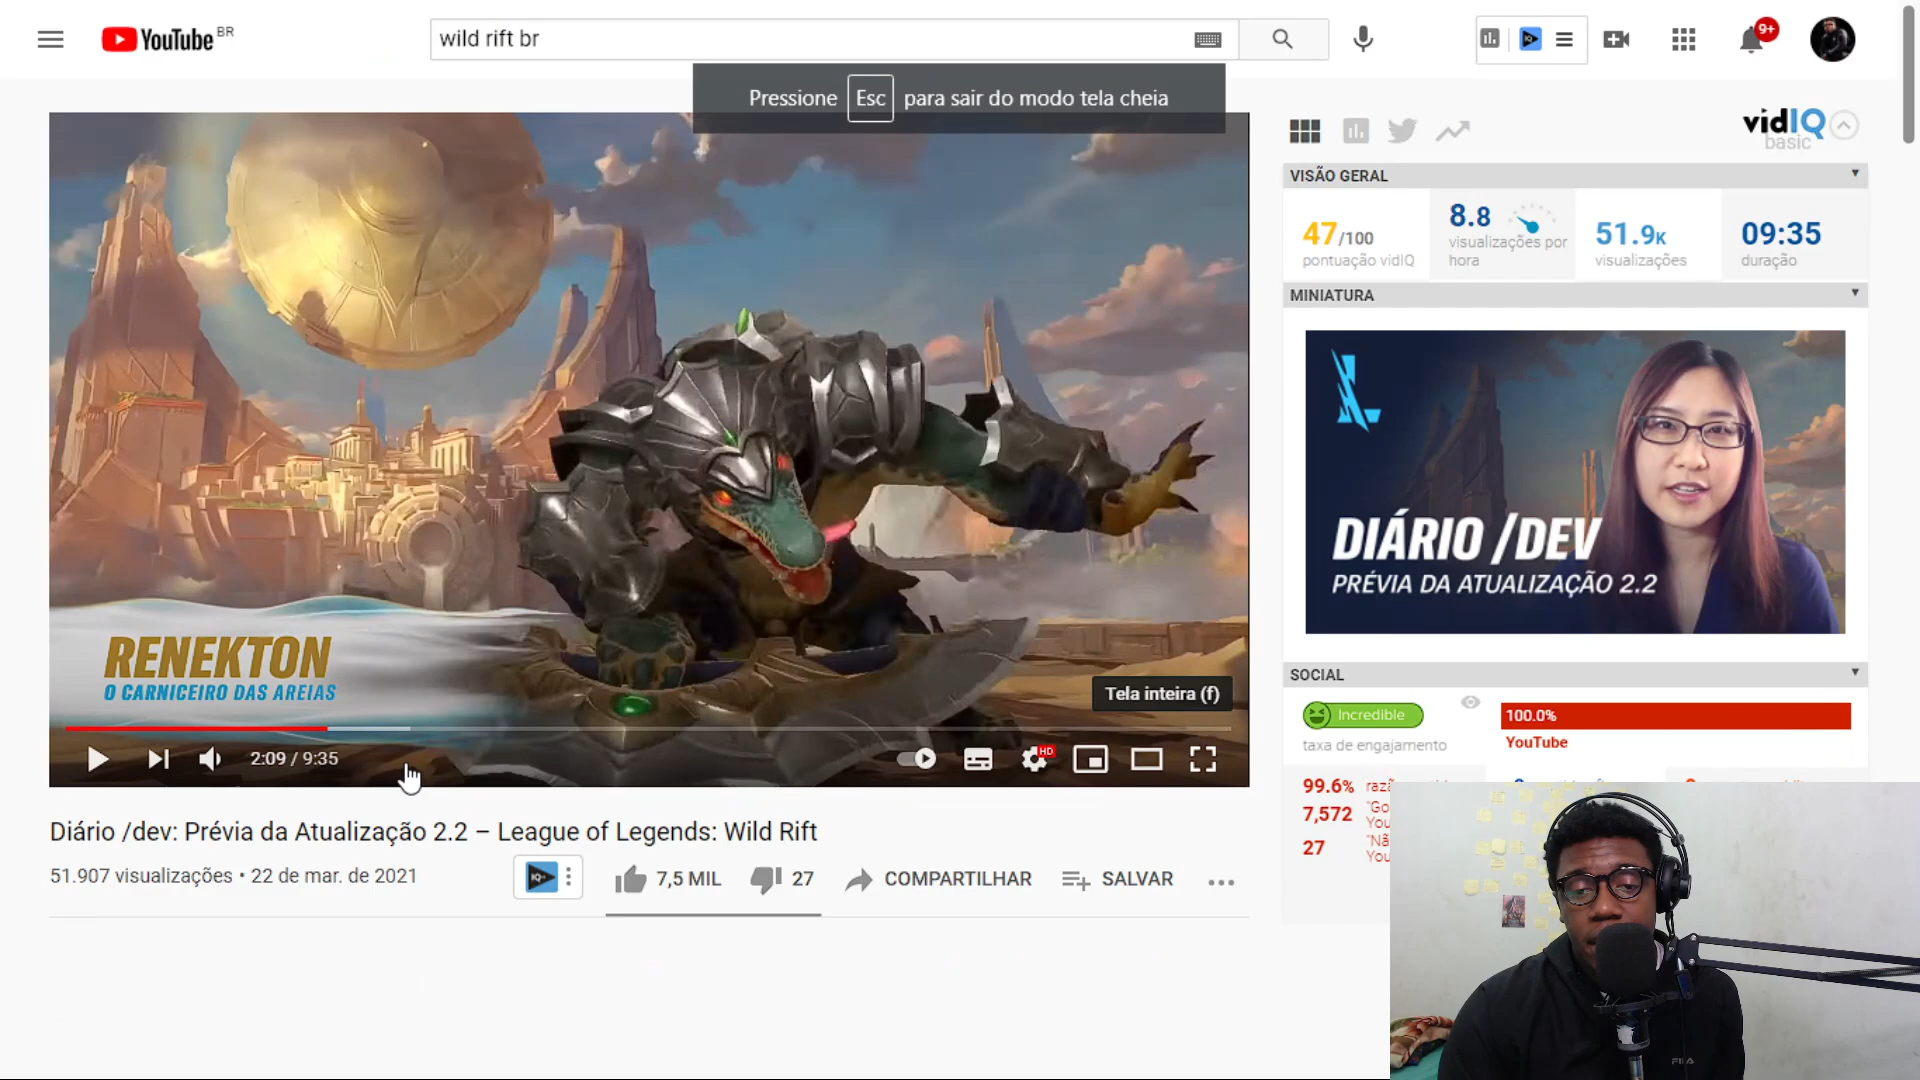 YouTube BR
wild rift br
9+
Pressione Esc para sair do modo tela cheia
vidIQ
basic
VISÃO GERAL
47/100
pontuação vidIQ
8.8
visualizações por
hora
51.9K
visualizações
09:35
duração
MINIATURA
DIÁRIO /DEV
PRÉVIA DA ATUALIZAÇÃO 2.2
RENEKTON
O CARNICEIRO DAS AREIAS
Tela inteira (f)
2:09 / 9:35
HD
SOCIAL
Incredible
taxa de engajamento
100.0%
YouTube
99.6%
7,572
27
Diário /dev: Prévia da Atualização 2.2 – League of Legends: Wild Rift
51.907 visualizações • 22 de mar. de 2021
7,5 MIL
27
COMPARTILHAR
SALVAR
FILA